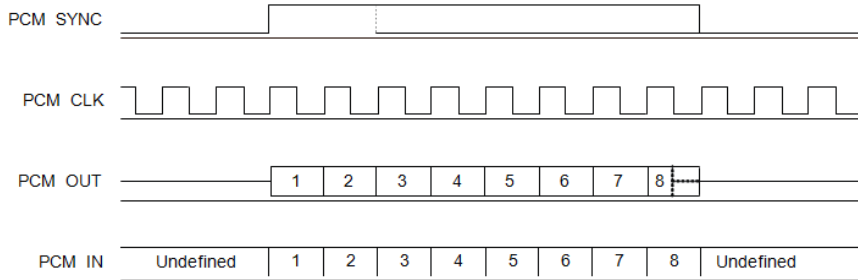 PCM SYNC
PCM CLK
PCM OUT 1 2 3 4 5 6 7 8
PCM IN Undefined 1 2 3 4 5 6 7 8 Undefined